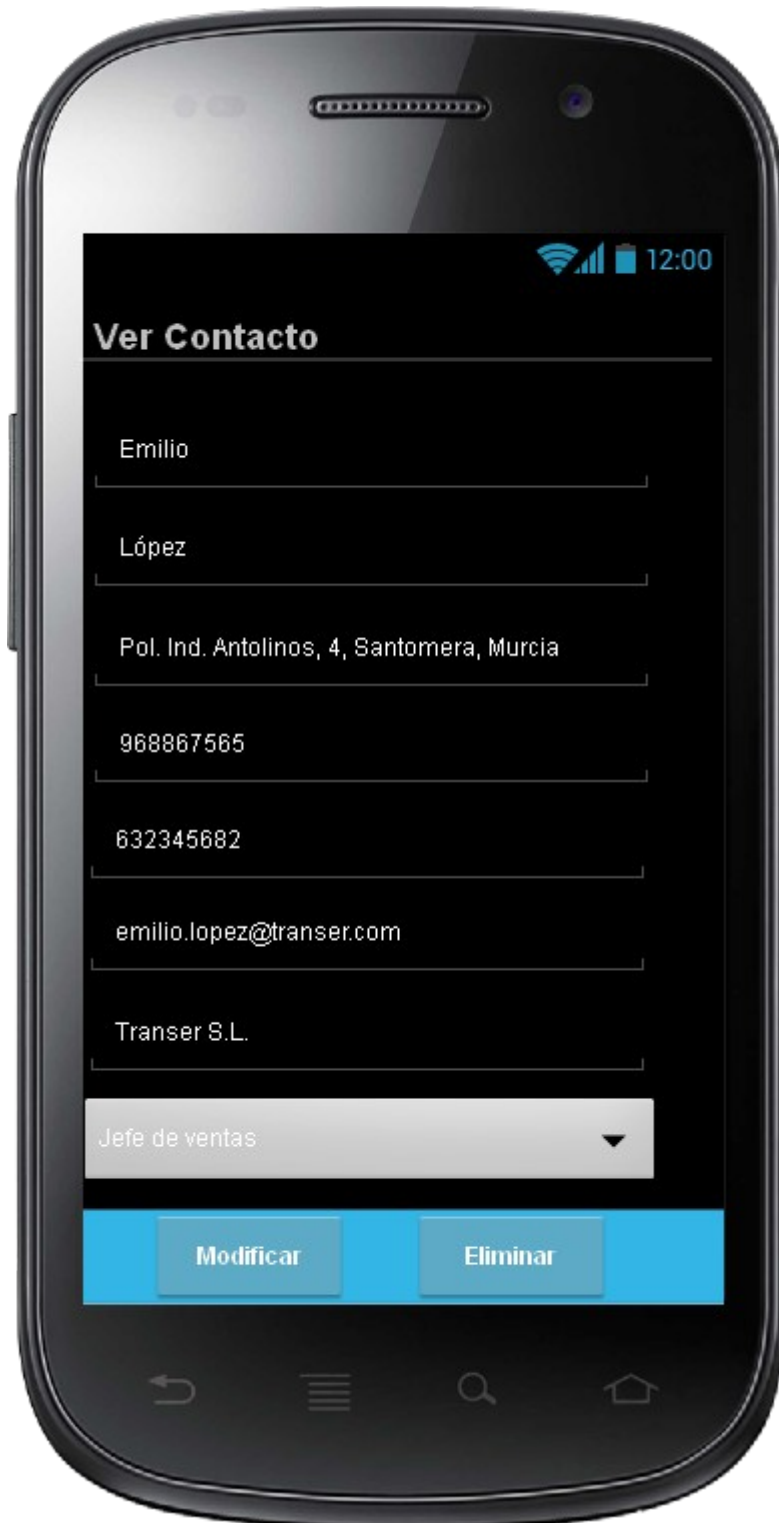 12:00
Ver Contacto
Emilio
López
Pol. Ind. Antolinos, 4, Santomera, Murcia
968867565
632345682
emilio.lopez@transer.com
Transer S.L.
Jefe de ventas
Modificar Eliminar